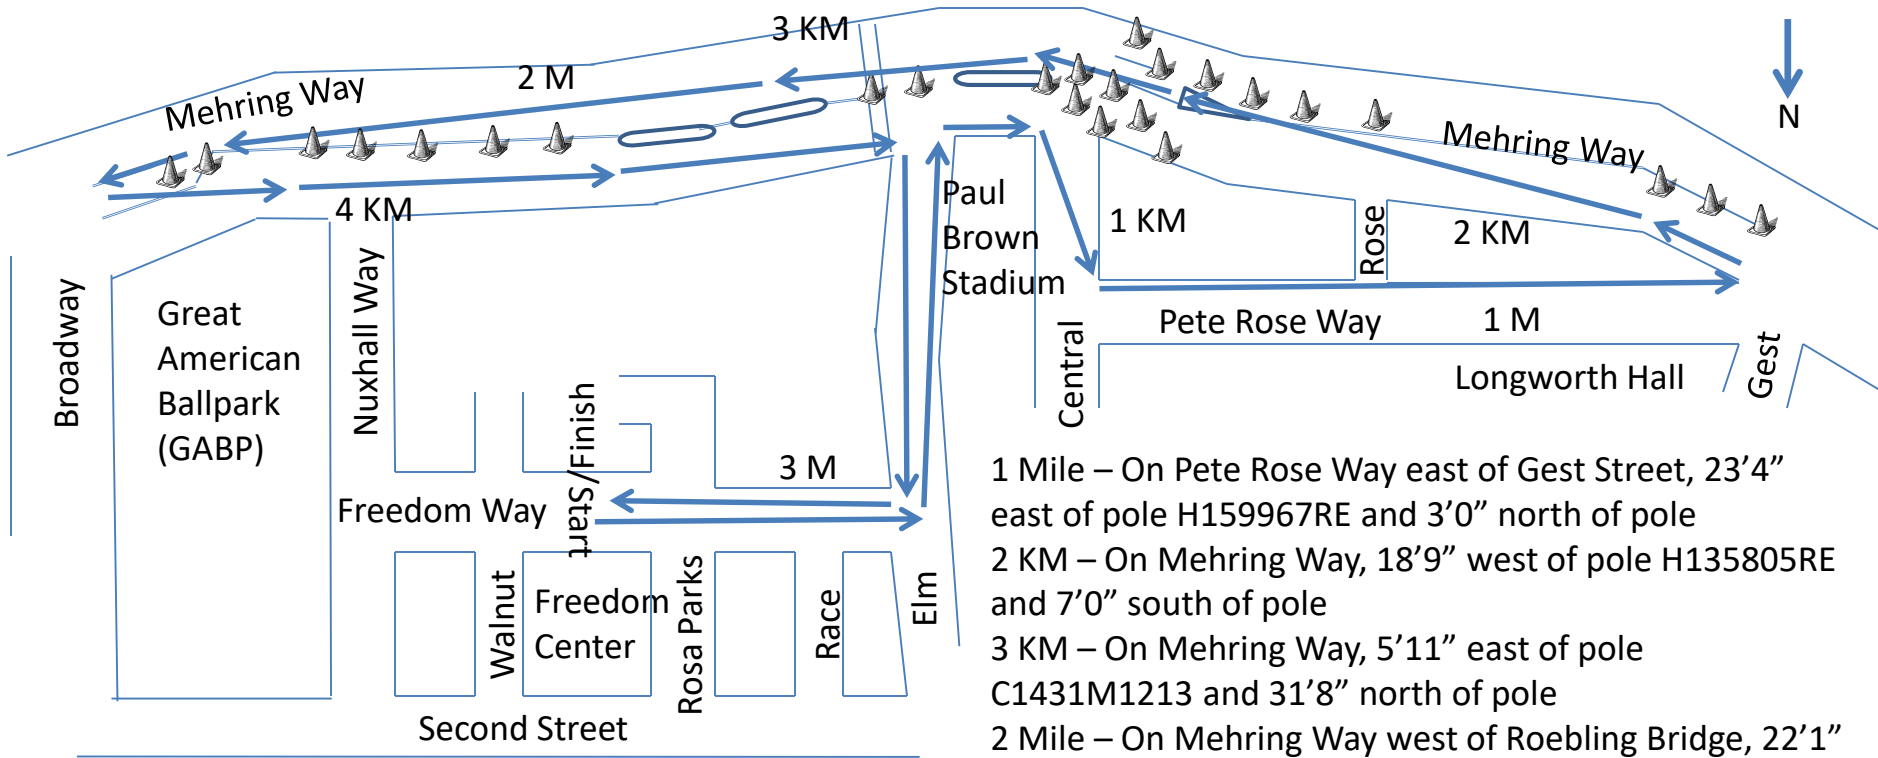 3 KM
2 M
Mehring Way
N
Mehring Way
4 KM
Paul
Brown
Stadium
1 KM
Rose
2 KM
Broadway
Great
American
Ballpark
(GABP)
Nuxhall Way
Pete Rose Way
1 M
Central
Longworth Hall
Gest
Start/Finish
3 M
Freedom Way
Walnut
Freedom
Center
Rosa Parks
Race
Elm
Second Street
1 Mile – On Pete Rose Way east of Gest Street, 23’4”
east of pole H159967RE and 3’0” north of pole
2 KM – On Mehring Way, 18’9” west of pole H135805RE
and 7’0” south of pole
3 KM – On Mehring Way, 5’11” east of pole
C1431M1213 and 31’8” north of pole
2 Mile – On Mehring Way west of Roebling Bridge, 22’1”